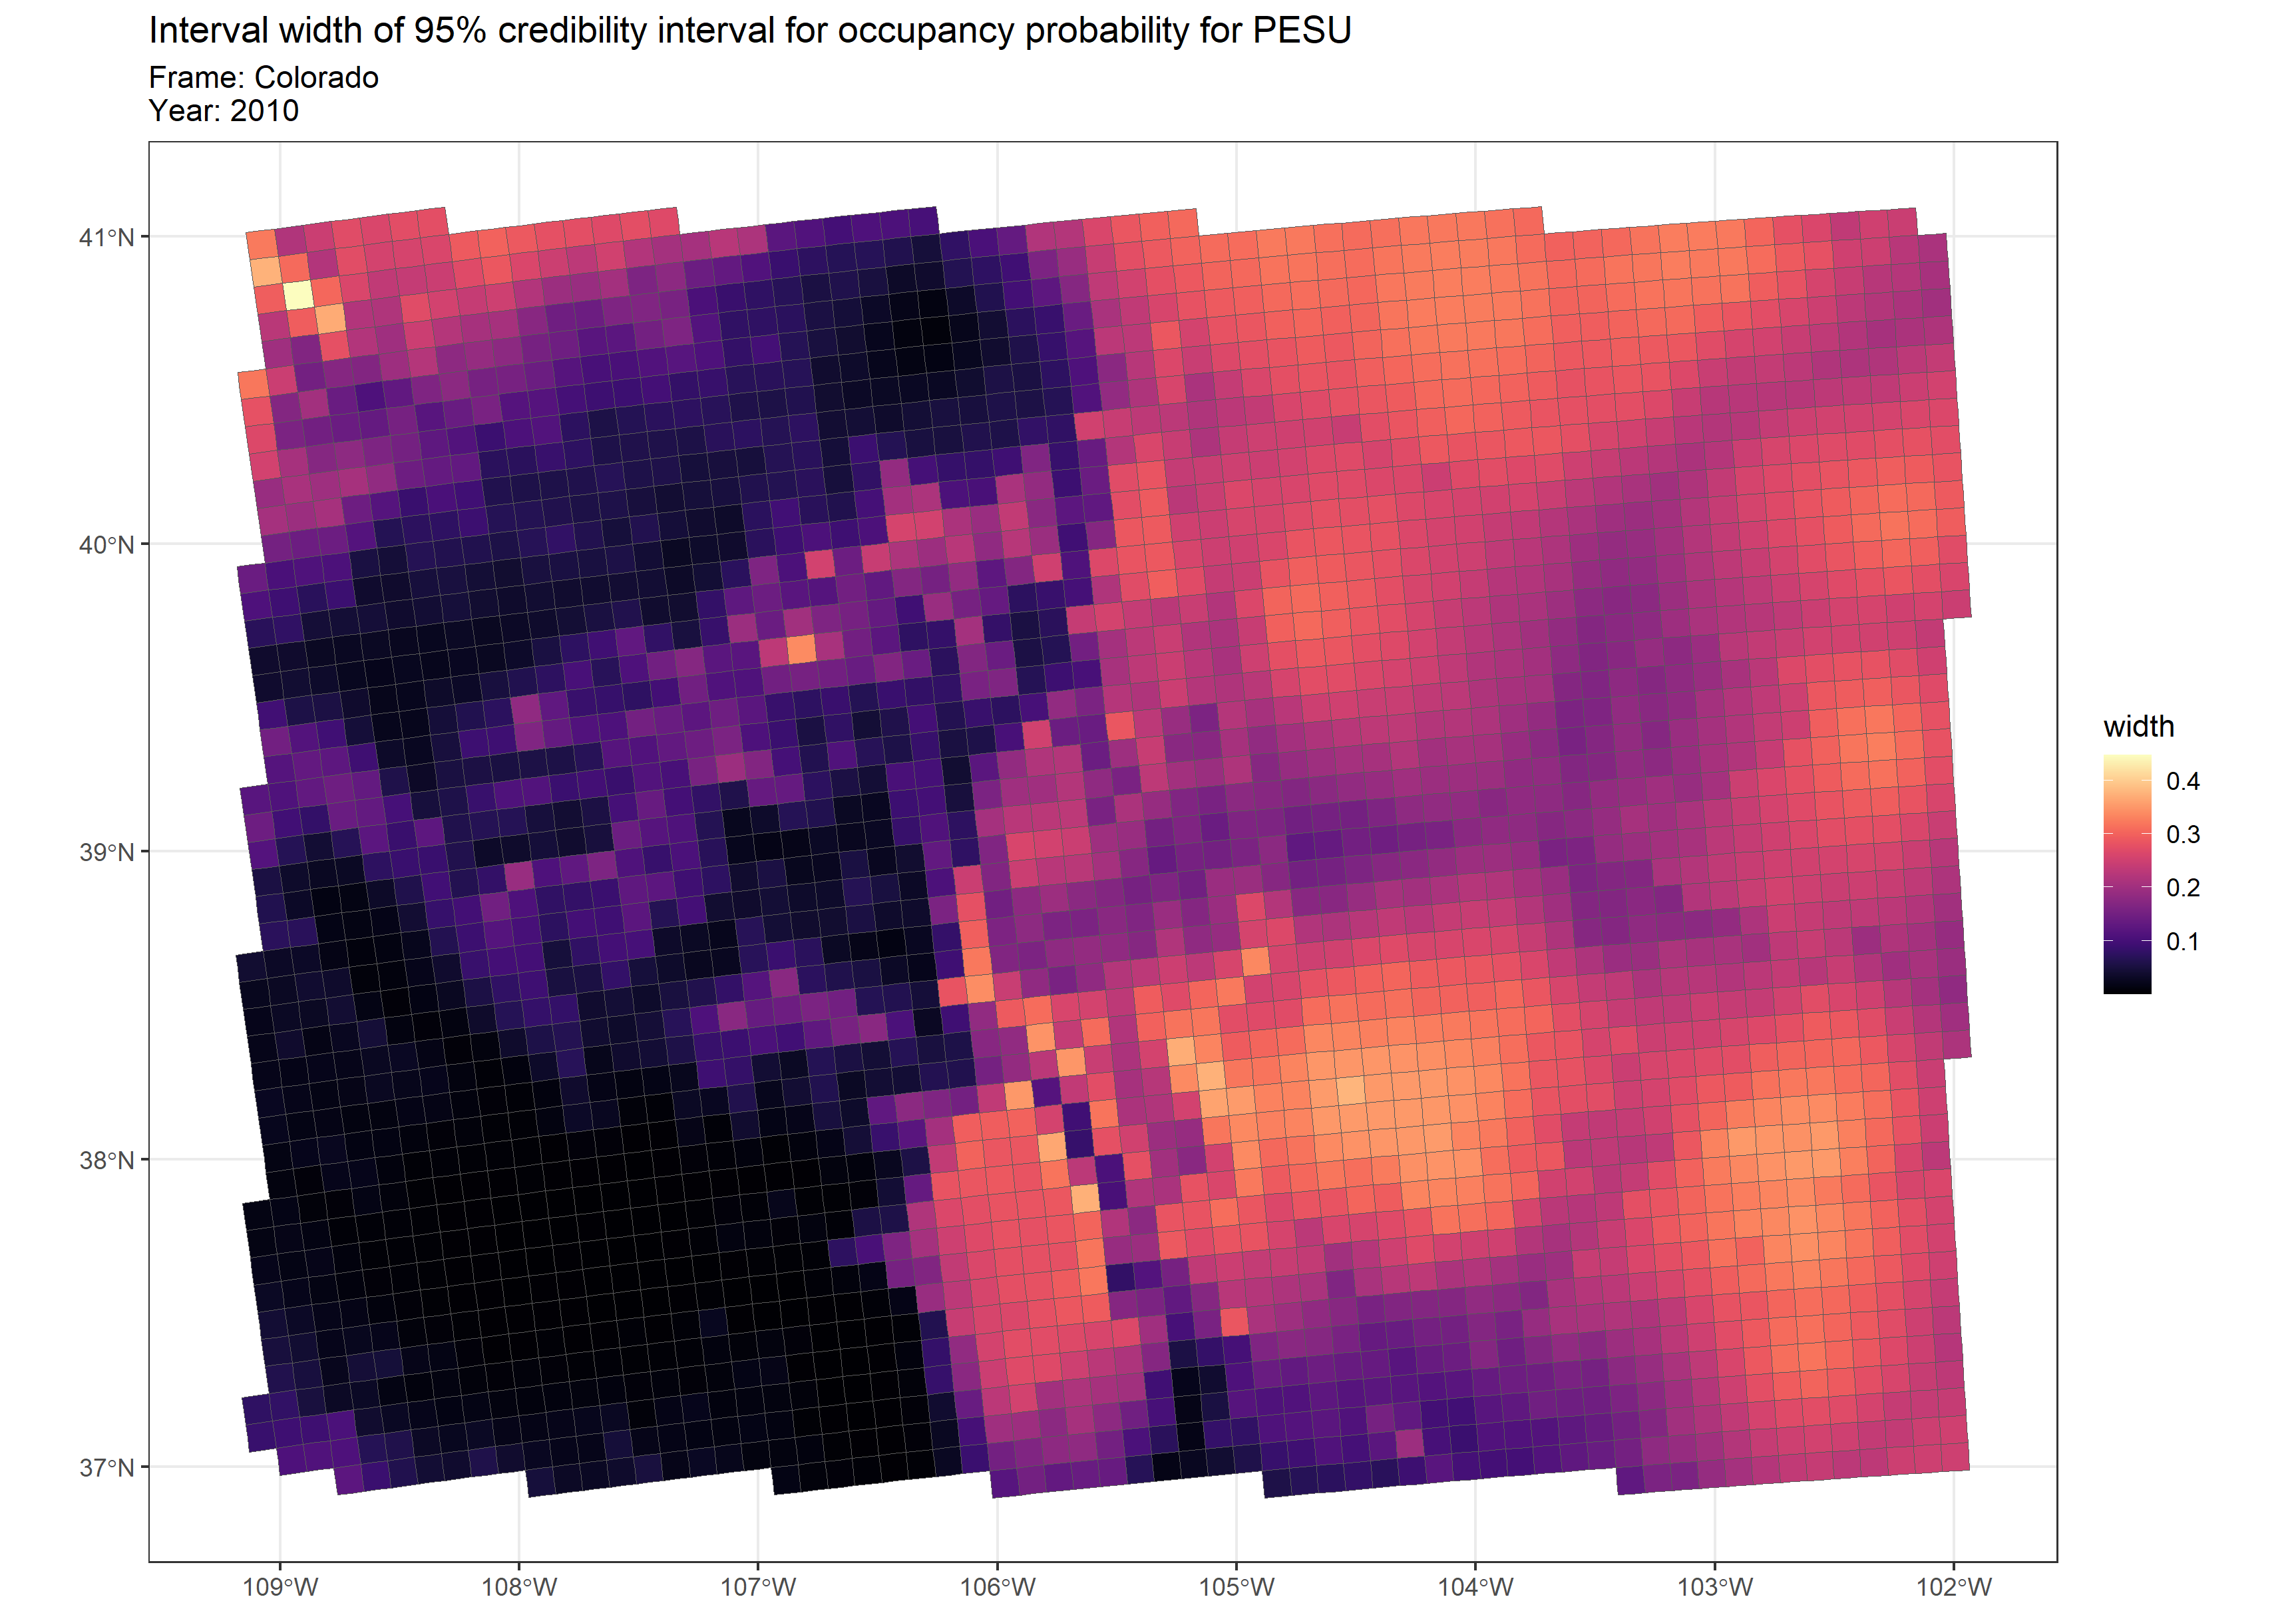 Interval width of 95% credibility interval for occupancy probability for PESU
Frame: Colorado
Year: 2010
41°N
40°N
39°N
38°N
37°N
109°W 108°W 107°W 106°W 105°W 104°W 103°W 102°W
width
0.4
0.3
0.2
0.1